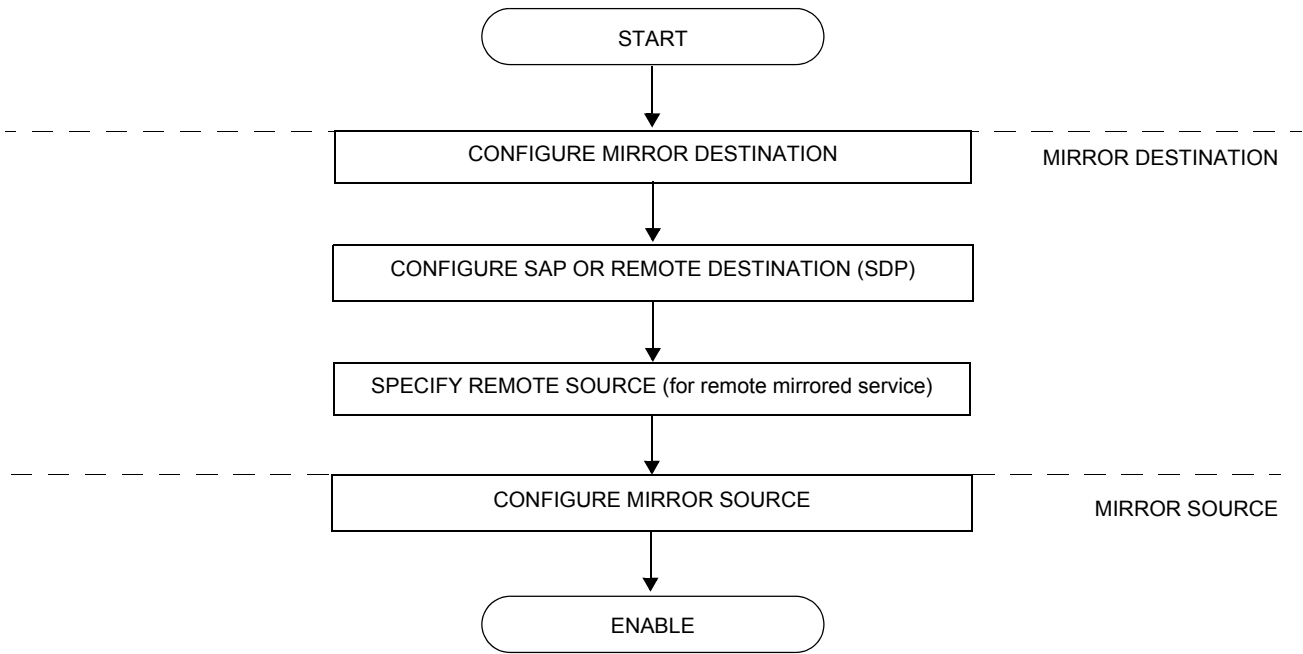 START
CONFIGURE MIRROR DESTINATION
MIRROR DESTINATION
CONFIGURE SAP OR REMOTE DESTINATION (SDP)
SPECIFY REMOTE SOURCE (for remote mirrored service)
CONFIGURE MIRROR SOURCE
MIRROR SOURCE
ENABLE